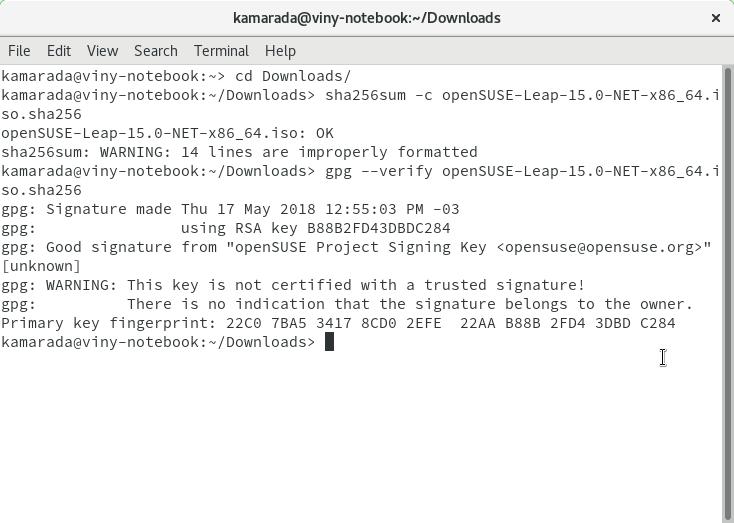 kamarada@viny-notebook:~/Downloads
File Edit View Search Terminal Help
kamarada@viny-notebook:~> cd Downloads/
kamarada@viny-notebook:~/Downloads> sha256sum -c openSUSE-Leap-15.0-NET-x86_64.i
so.sha256
openSUSE-Leap-15.0-NET-x86_64.iso: OK
sha256sum: WARNING: 14 lines are improperly formatted
kamarada@viny-notebook:~/Downloads> gpg --verify openSUSE-Leap-15.0-NET-x86_64.i
so.sha256
gpg: Signature made Thu 17 May 2018 12:55:03 PM -03
gpg:                using RSA key B88B2FD43DBDC284
gpg: Good signature from "openSUSE Project Signing Key <opensuse@opensuse.org>"
[unknown]
gpg: WARNING: This key is not certified with a trusted signature!
gpg:          There is no indication that the signature belongs to the owner.
Primary key fingerprint: 22C0 7BA5 3417 8CD0 2EFE  22AA B88B 2FD4 3DBD C284
kamarada@viny-notebook:~/Downloads>